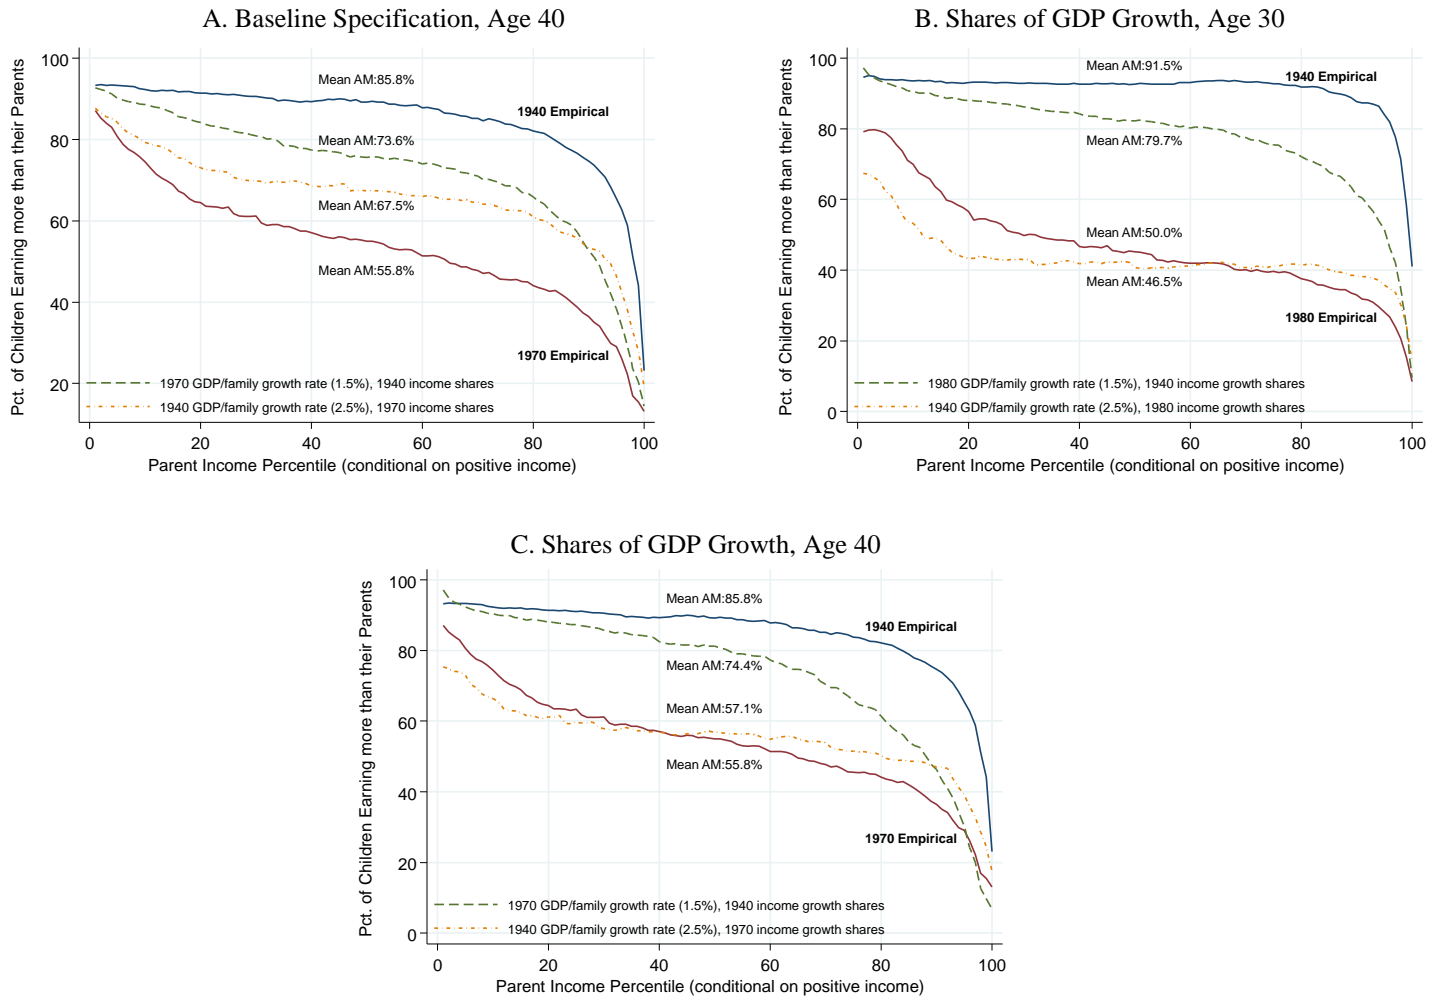 A. Baseline Specification, Age 40
Pct. of Children Earning more than their Parents
100
80
60
40
20
Mean AM:85.8%
1940 Empirical
Mean AM:73.6%
Mean AM:67.5%
Mean AM:55.8%
1970 Empirical
1970 GDP/family growth rate (1.5%), 1940 income shares
1940 GDP/family growth rate (2.5%), 1970 income shares
0 20 40 60 80 100
Parent Income Percentile (conditional on positive income)
B. Shares of GDP Growth, Age 30
Pct. of Children Earning more than their Parents
100
80
60
40
20
0
Mean AM:91.5%
1940 Empirical
Mean AM:79.7%
Mean AM:50.0%
Mean AM:46.5%
1980 Empirical
1980 GDP/family growth rate (1.5%), 1940 income growth shares
1940 GDP/family growth rate (2.5%), 1980 income growth shares
0 20 40 60 80 100
Parent Income Percentile (conditional on positive income)
C. Shares of GDP Growth, Age 40
Pct. of Children Earning more than their Parents
100
80
60
40
20
0
Mean AM:85.8%
1940 Empirical
Mean AM:74.4%
Mean AM:57.1%
Mean AM:55.8%
1970 Empirical
1970 GDP/family growth rate (1.5%), 1940 income growth shares
1940 GDP/family growth rate (2.5%), 1970 income growth shares
0 20 40 60 80 100
Parent Income Percentile (conditional on positive income)